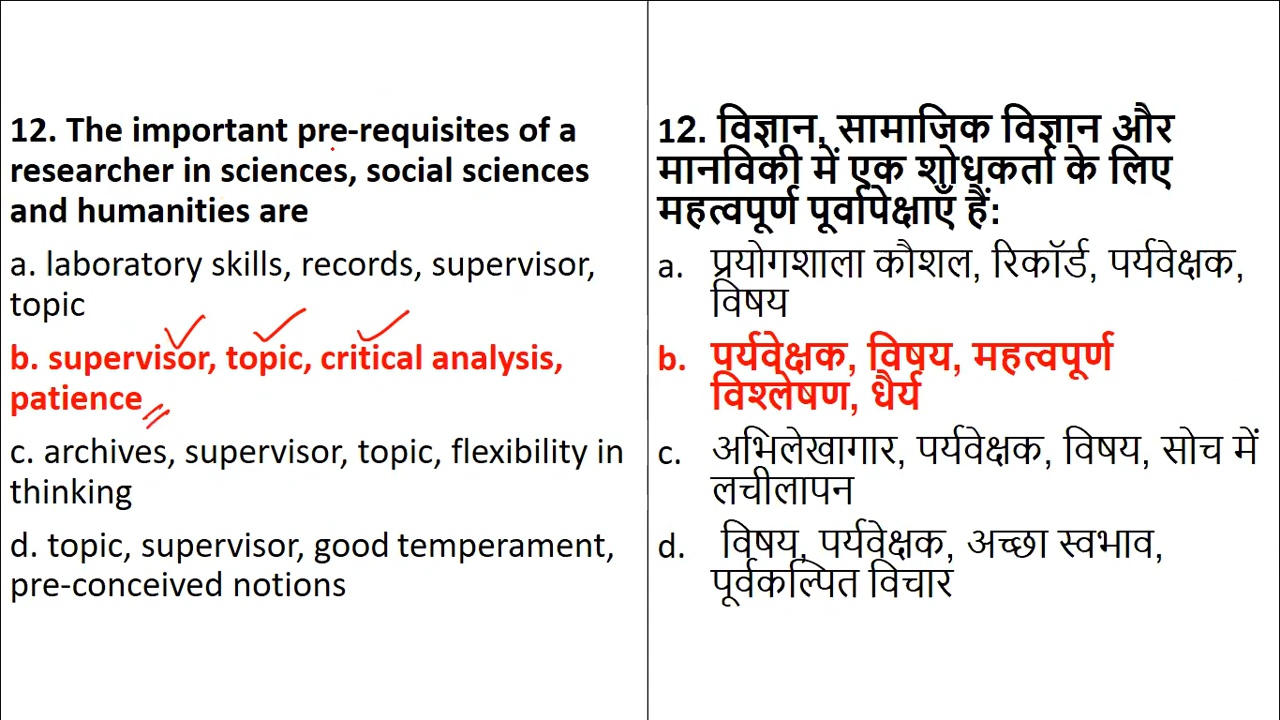 12. The important pre-requisites of a
researcher in sciences, social sciences
and humanities are
a. laboratory skills, records, supervisor,
topic
b. supervisor, topic, critical analysis,
patience
c. archives, supervisor, topic, flexibility in
thinking
d. topic, supervisor, good temperament,
pre-conceived notions
12. विज्ञान, सामाजिक विज्ञान और
मानविकी में एक शोधकर्ता के लिए
महत्वपूर्ण पूर्वापेक्षाएँ हैं:
a. प्रयोगशाला कौशल, रिकॉर्ड, पर्यवेक्षक,
विषय
b. पर्यवेक्षक, विषय, महत्वपूर्ण
विश्लेषण, धैर्य
c. अभिलेखागार, पर्यवेक्षक, विषय, सोच में
लचीलापन
d. विषय, पर्यवेक्षक, अच्छा स्वभाव,
पूर्वकल्पित विचार